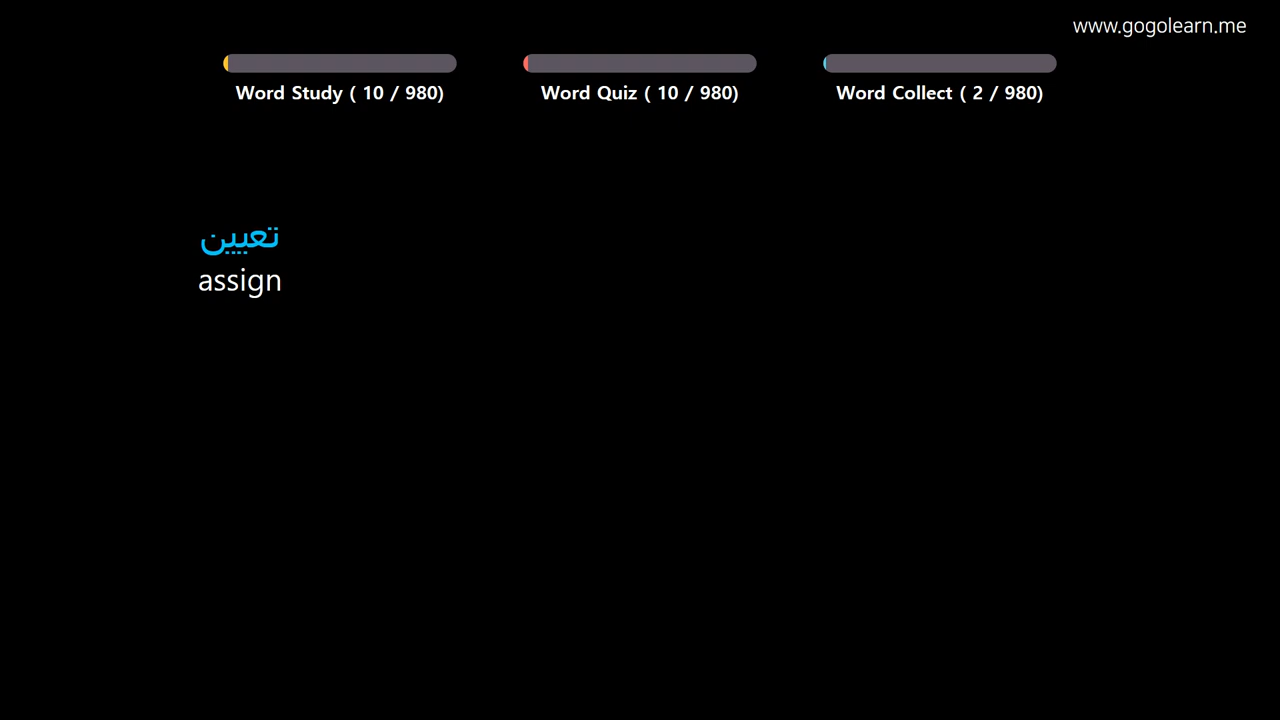 www.gogolearn.me
Word Study ( 10 / 980)
Word Quiz ( 10 / 980)
Word Collect ( 2 / 980)
تعيين
assign